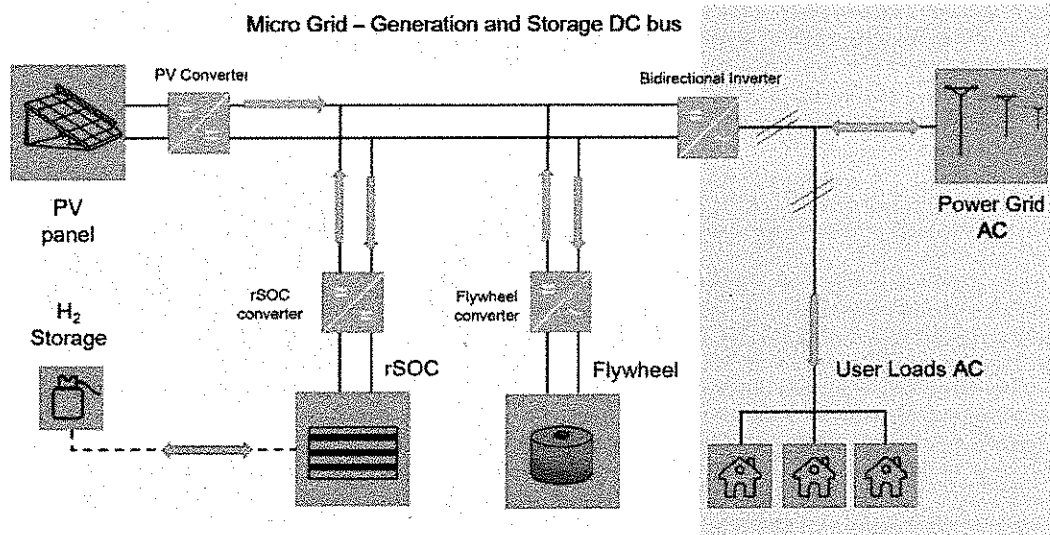 Micro Grid – Generation and Storage DC bus
PV Converter
Bidirectional Inverter
PV
panel
Power Grid
AC
H₂
Storage
rSOC
converter
Flywheel
converter
rSOC
Flywheel
User Loads AC